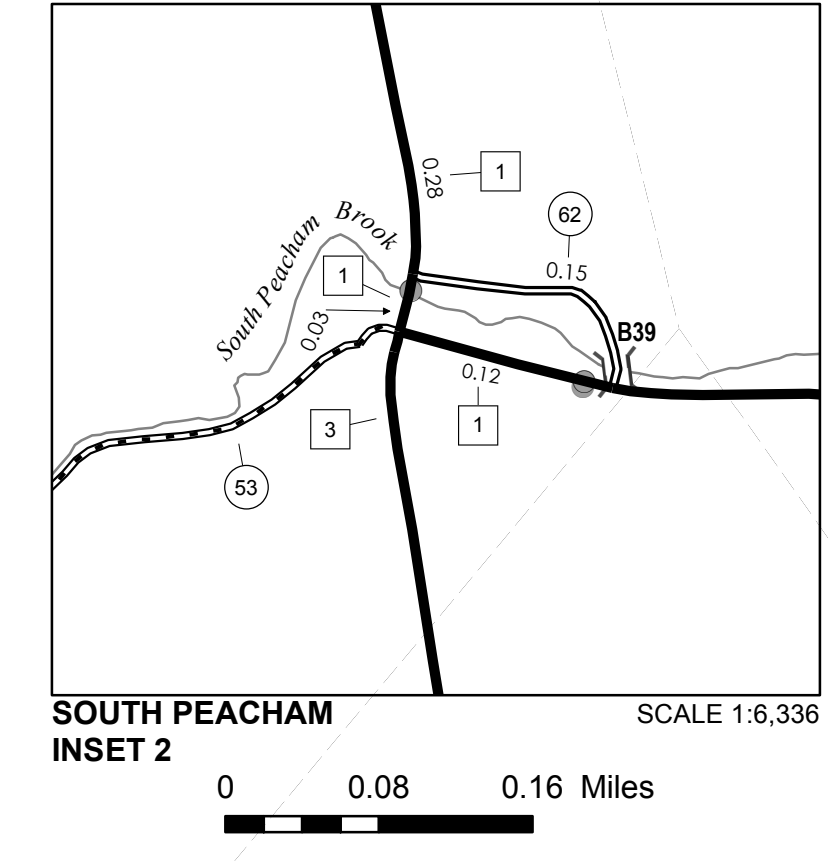 0.28
1
62
Brook
South Peacham
0.15
1
0.03
B39
0.12
3
1
53
SOUTH PEACHAM
INSET 2
SCALE 1:6,336
0 0.08 0.16 Miles